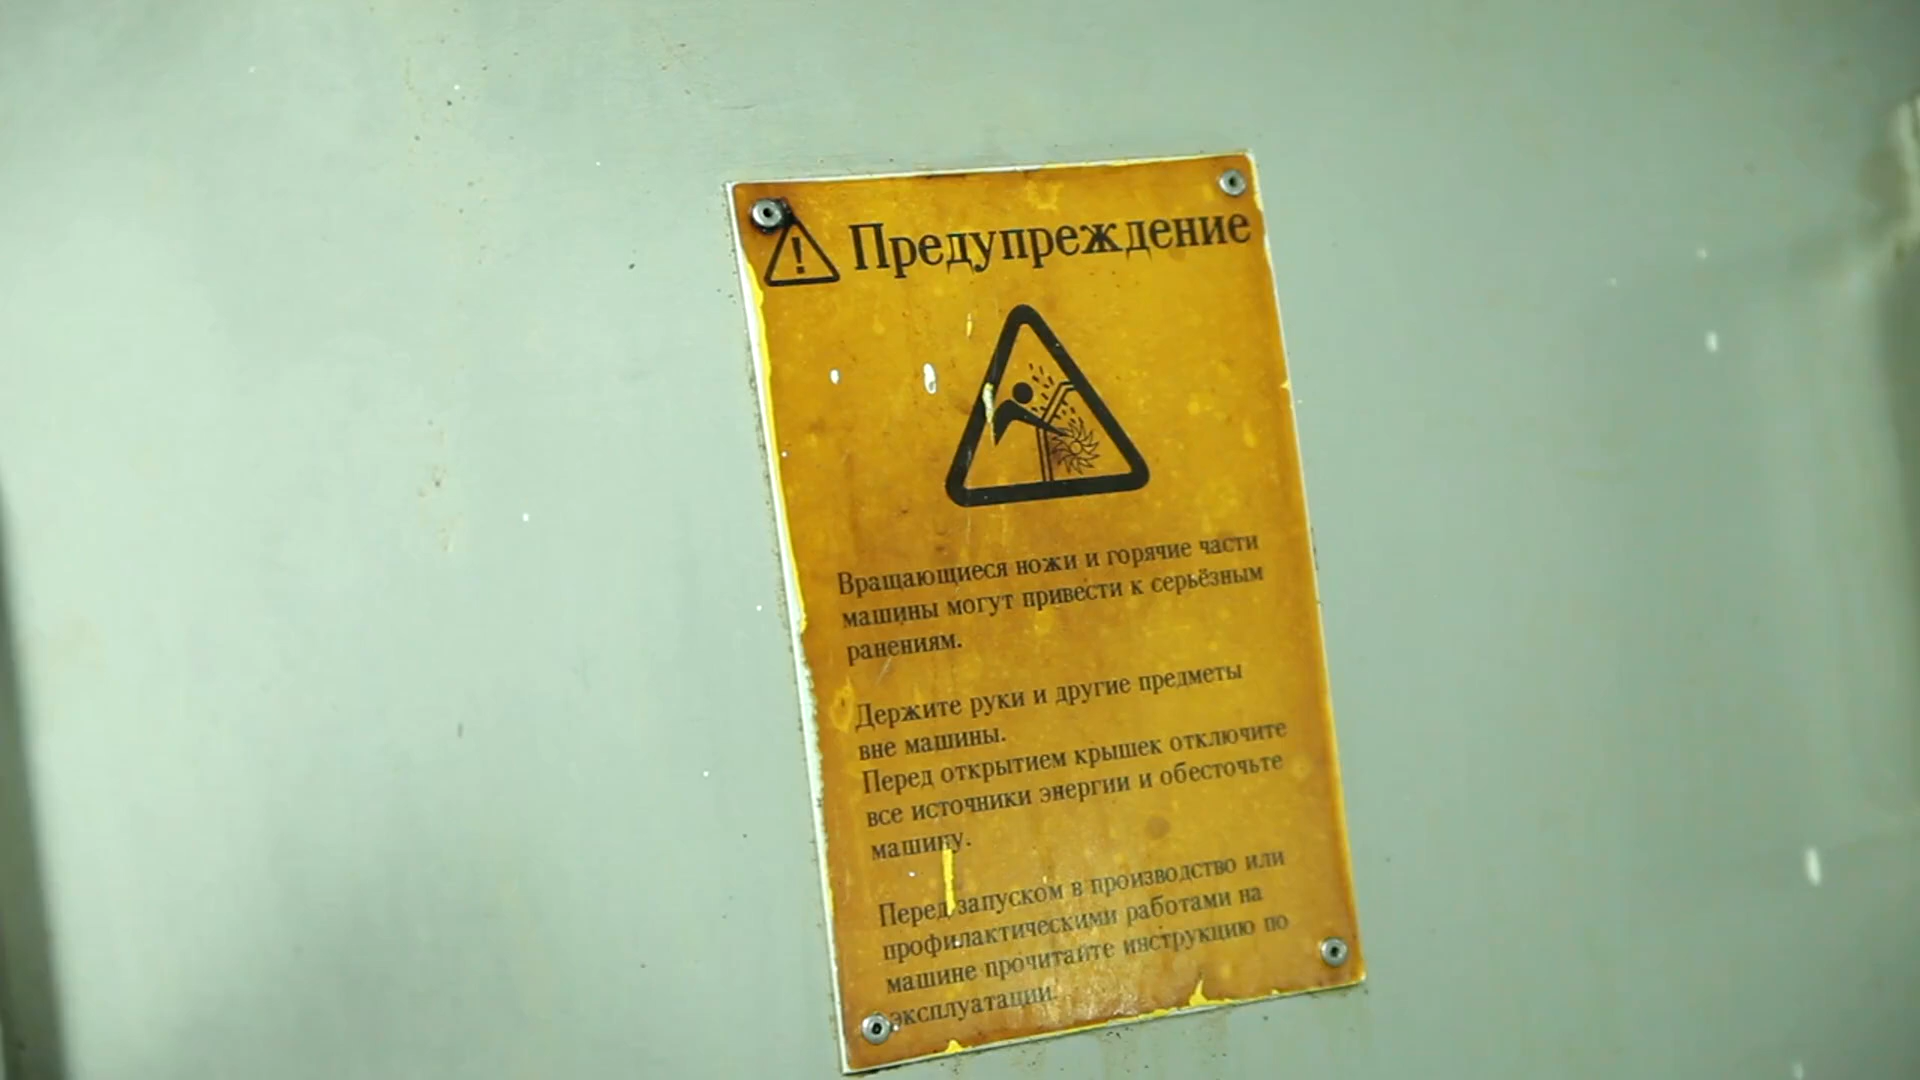 Предупреждение
Вращающиеся ножи и горячие части
машины могут привести к серьёзным
ранениям.
Держите руки и другие предметы
вне машины.
Перед открытием крышек отключите
все источники энергии и обесточьте
машину.
Перед запуском в производство или
профилактическими работами на
машине прочитайте инструкцию по
эксплуатации.